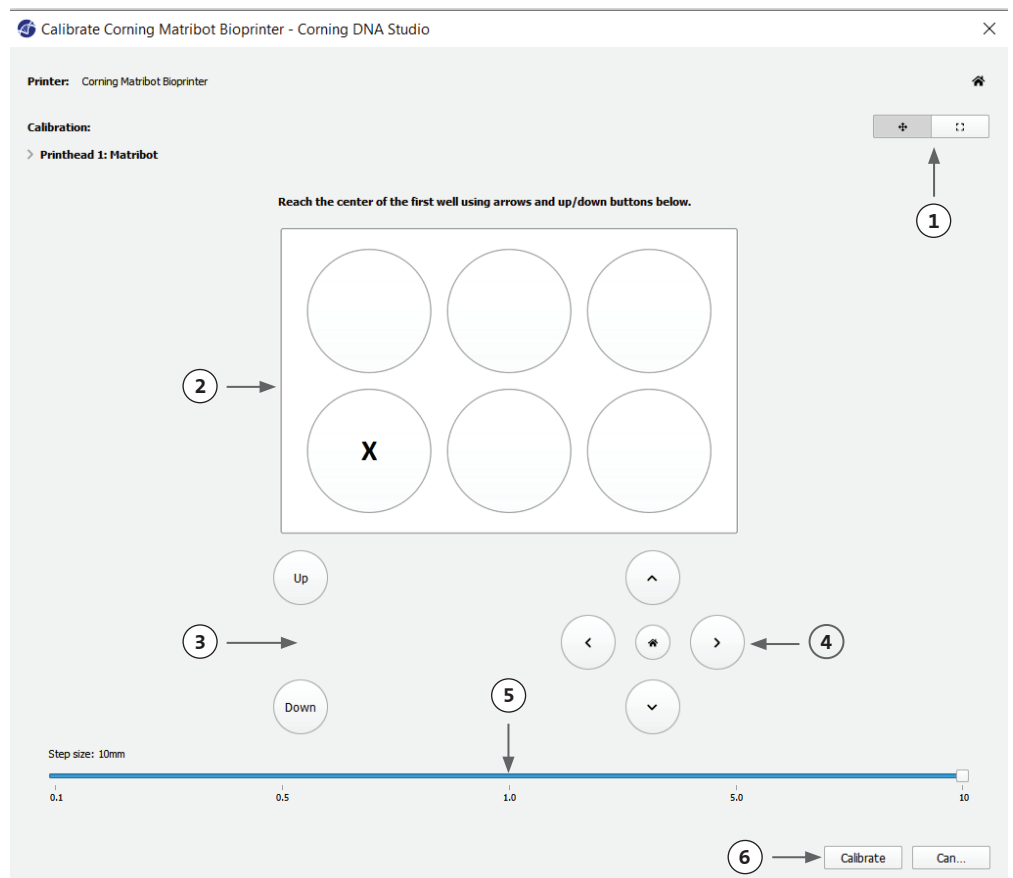 Calibrate Corning Matribot Bioprinter - Corning DNA Studio
Printer: Corning Matribot Bioprinter
Calibration:
Printhead 1: Matribot
1
Reach the center of the first well using arrows and up/down buttons below.
2
X
Up
3
4
Down
5
Step size: 10mm
0.1 0.5 1.0 5.0 10
6
Calibrate Can...